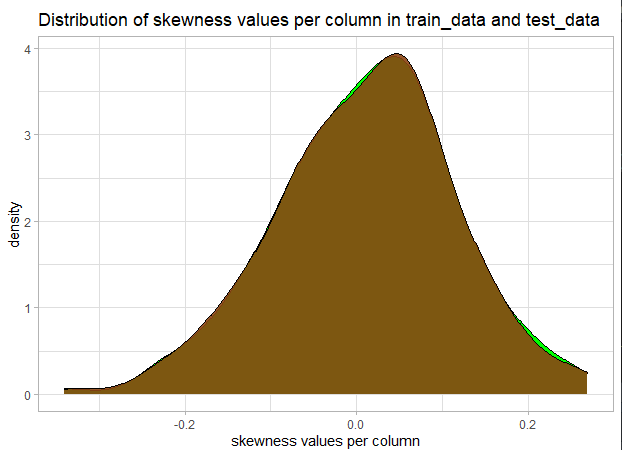 Distribution of skewness values per column in train_data and test_data
4
3
2
1
0
density
-0.2
0.0
0.2
skewness values per column